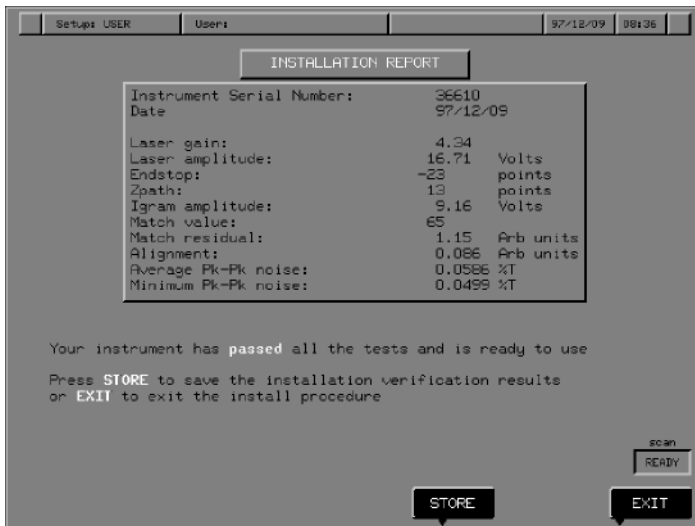 Setup: USER User: 97/12/09 08:36
INSTALLATION REPORT
Instrument Serial Number: 36610
Date 97/12/09
Laser gain: 4.34
Laser amplitude: 16.71 Volts
Endstop: -23 points
Zpath: 13 points
Igram amplitude: 9.16 Volts
Match value: 65
Match residual: 1.15 Arb units
Alignment: 0.086 Arb units
Average Pk-Pk noise: 0.0586 %T
Minimum Pk-Pk noise: 0.0499 %T
Your instrument has passed all the tests and is ready to use
Press STORE to save the installation verification results
or EXIT to exit the install procedure
scan
READY
STORE EXIT